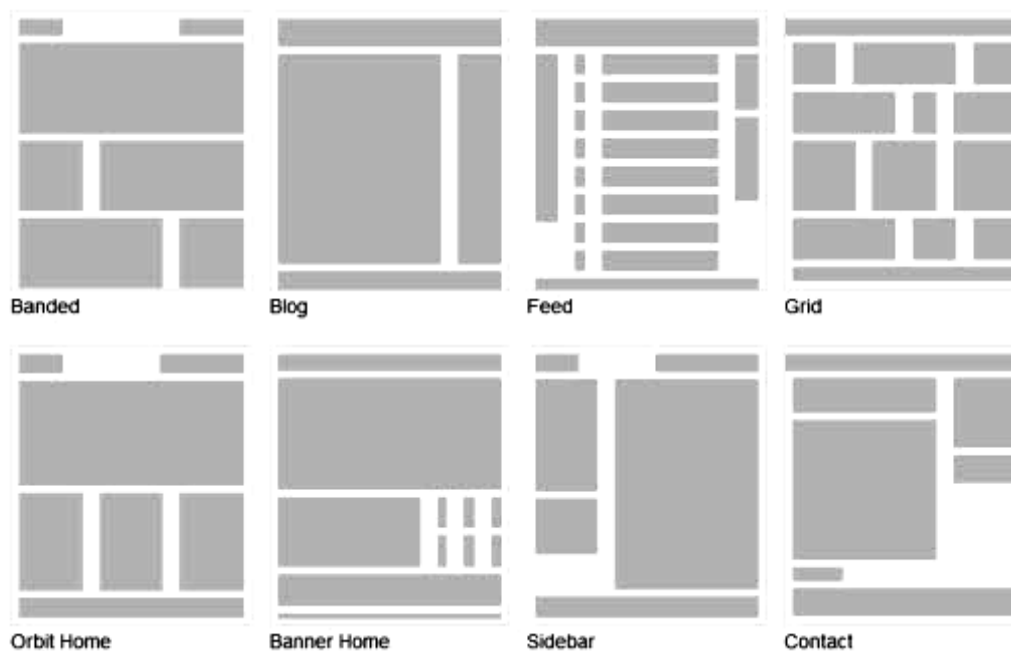 Banded
Blog
Feed
Grid
Orbit Home
Banner Home
Sidebar
Contact